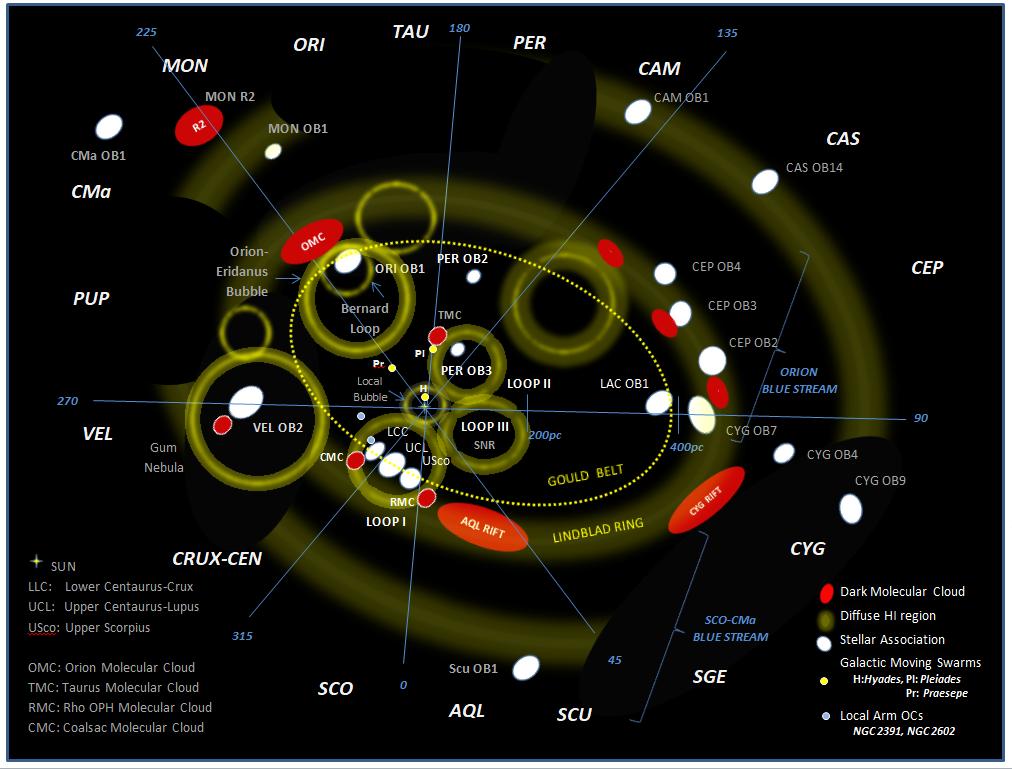 225
ORI
TAU
180
PER
135
MON
CAM
MON R2
R2
CAM OB1
MON OB1
CMa OB1
CAS
CAS OB14
CMa
OMC
Orion-
Eridanus
Bubble
ORI OB1
PER OB2
CEP OB4
CEP
PUP
Bernard
Loop
TMC
CEP OB3
CEP OB2
Pl
Pr
PER OB3
ORION
BLUE STREAM
Local
Bubble
H
LOOP II
LAC OB1
270
90
VEL
VEL OB2
LCC
LOOP III
SNR
200pc
400pc
CYG OB7
Gum
Nebula
CMC
UCL
USco
CYG OB4
RMC
GOULD BELT
CYG OB9
LOOP I
AQL RIFT
LINDBLAD RING
CYG RIFT
CRUX-CEN
CYG
SUN
LLC: Lower Centaurus-Crux
UCL: Upper Centaurus-Lupus
USco: Upper Scorpius
315
SCO-CMa
BLUE STREAM
Dark Molecular Cloud
Diffuse HI region
Stellar Association
Galactic Moving Swarms
H:Hyades, Pl: Pleiades
Pr: Praesepe
Local Arm OCs
NGC 2391, NGC 2602
OMC: Orion Molecular Cloud
TMC: Taurus Molecular Cloud
RMC: Rho OPH Molecular Cloud
CMC: Coalsac Molecular Cloud
SCO
0
Scu OB1
45
SGE
AQL
SCU